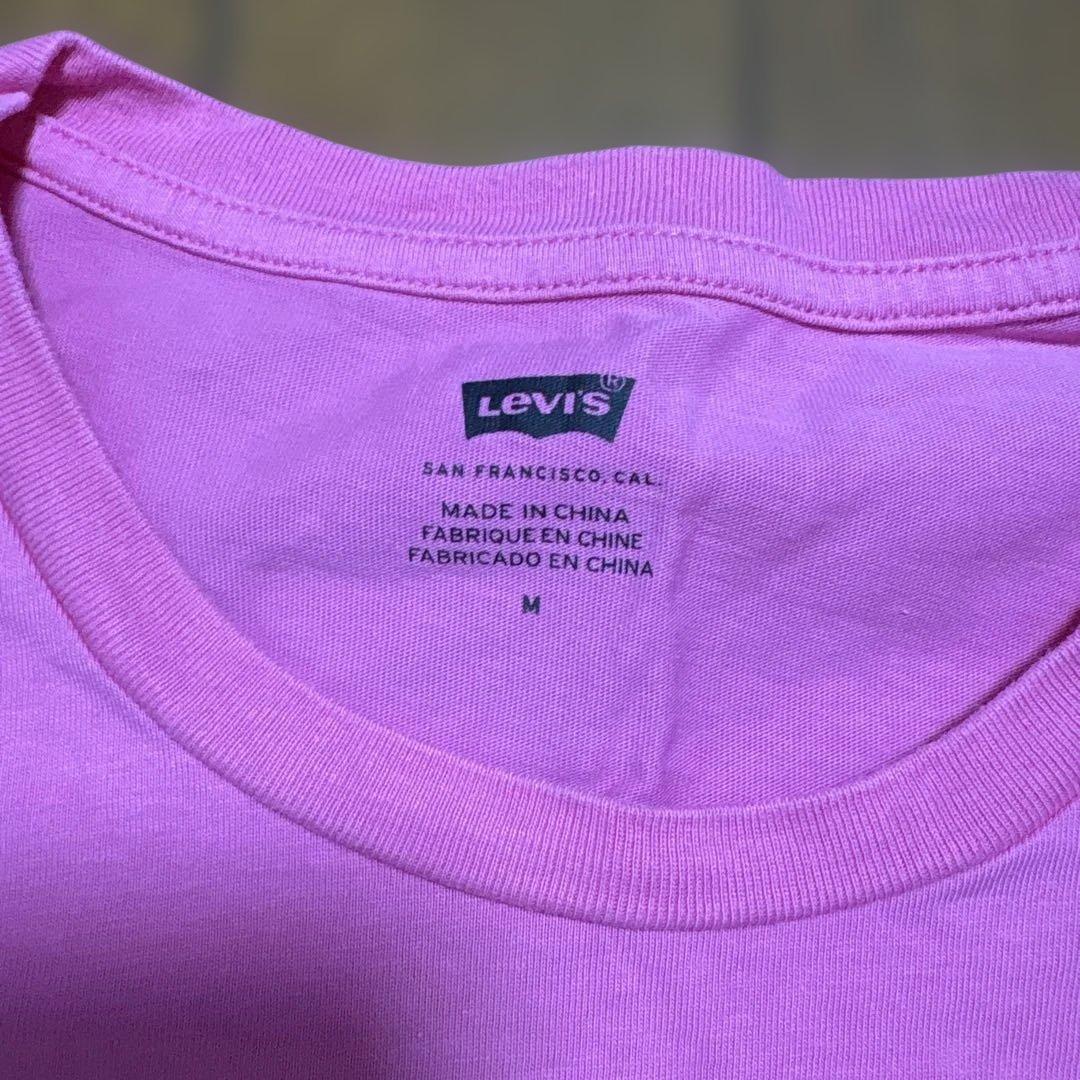 LEVI'S®
SAN FRANCISCO, CAL.
MADE IN CHINA
FABRIQUE EN CHINE
FABRICADO EN CHINA
M